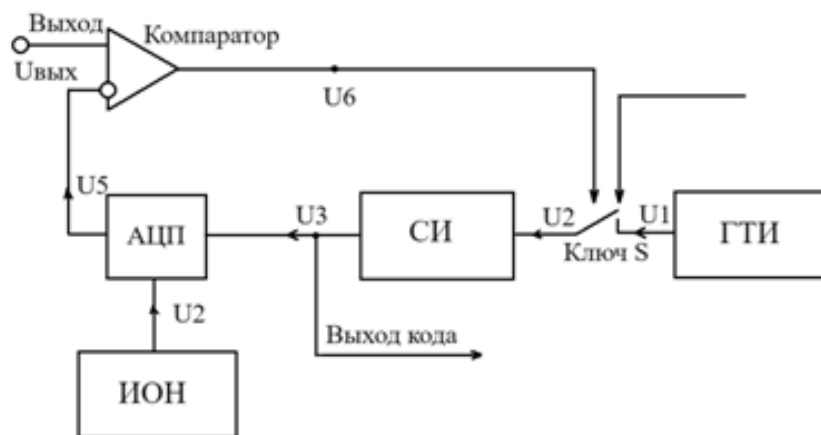 Выход
Компаратор
Uвых
U6
U5
АЦП
U3
СИ
U2
U1
Ключ S
ГТИ
U2
Выход кода
ИОН